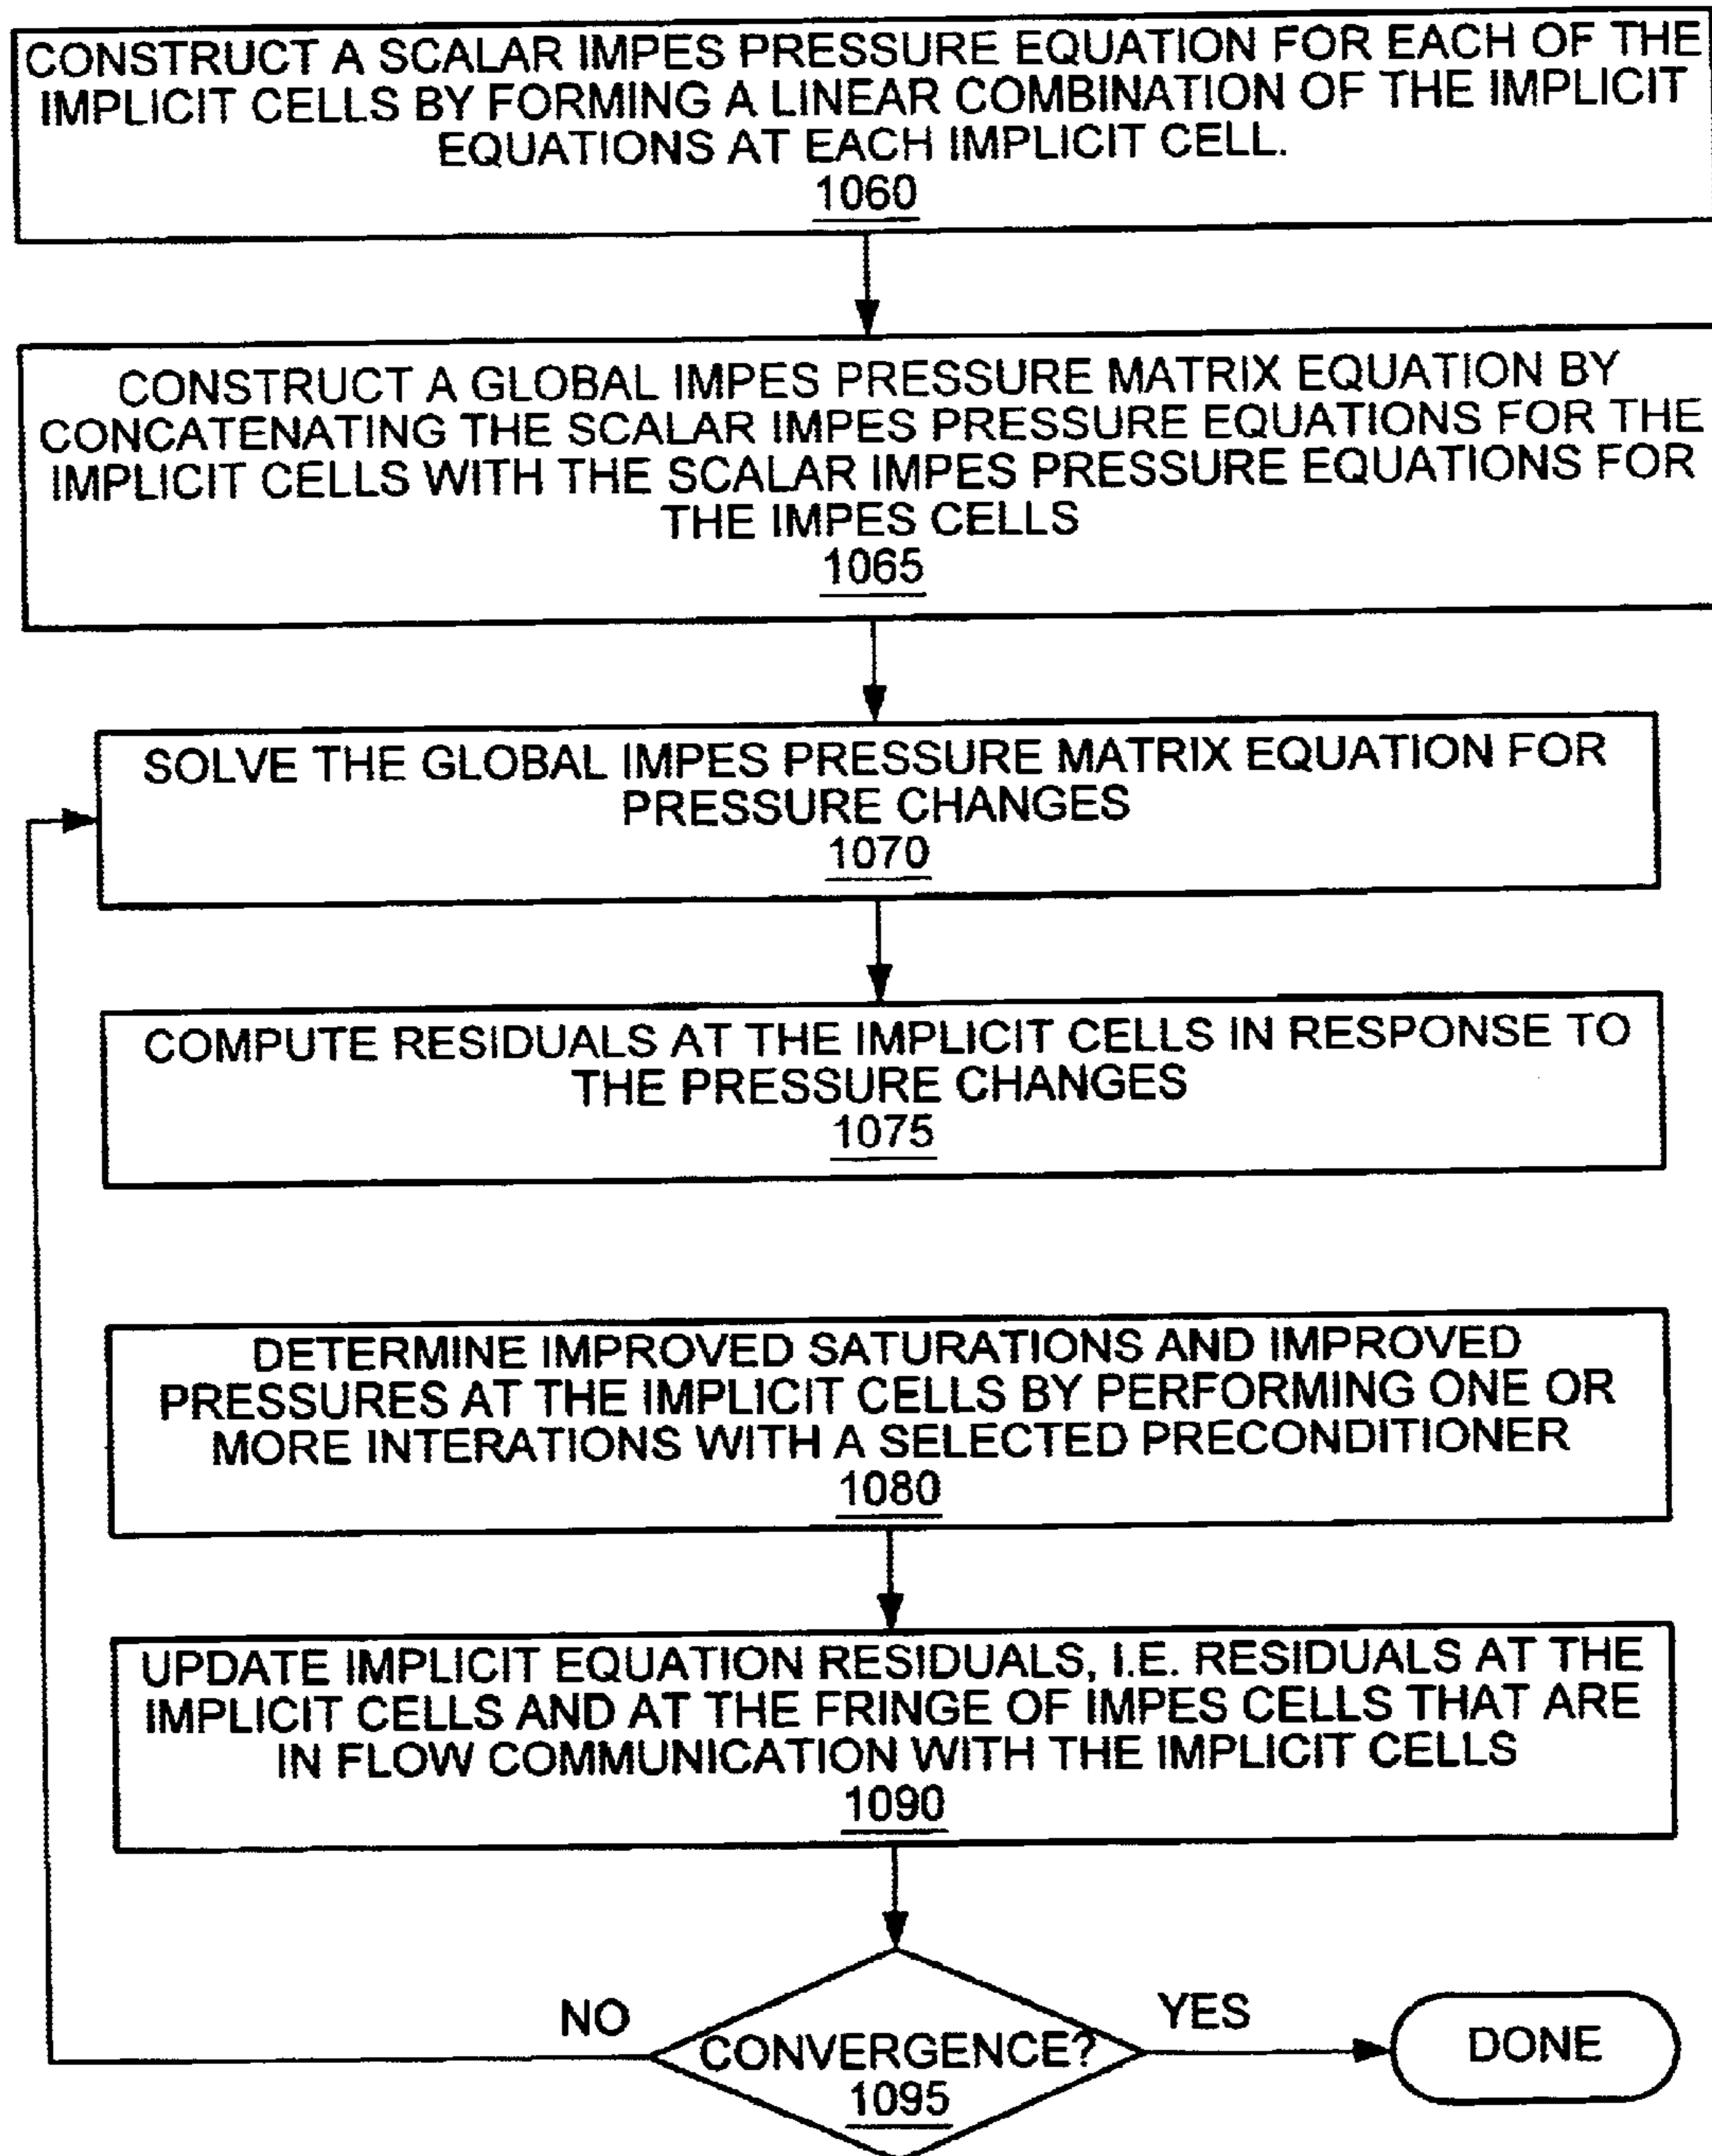 CONSTRUCT A SCALAR IMPES PRESSURE EQUATION FOR EACH OF THE
IMPLICIT CELLS BY FORMING A LINEAR COMBINATION OF THE IMPLICIT
EQUATIONS AT EACH IMPLICIT CELL.
1060
CONSTRUCT A GLOBAL IMPES PRESSURE MATRIX EQUATION BY
CONCATENATING THE SCALAR IMPES PRESSURE EQUATIONS FOR THE
IMPLICIT CELLS WITH THE SCALAR IMPES PRESSURE EQUATIONS FOR
THE IMPES CELLS
1065
SOLVE THE GLOBAL IMPES PRESSURE MATRIX EQUATION FOR
PRESSURE CHANGES
1070
COMPUTE RESIDUALS AT THE IMPLICIT CELLS IN RESPONSE TO
THE PRESSURE CHANGES
1075
DETERMINE IMPROVED SATURATIONS AND IMPROVED
PRESSURES AT THE IMPLICIT CELLS BY PERFORMING ONE OR
MORE INTERATIONS WITH A SELECTED PRECONDITIONER
1080
UPDATE IMPLICIT EQUATION RESIDUALS, I.E. RESIDUALS AT THE
IMPLICIT CELLS AND AT THE FRINGE OF IMPES CELLS THAT ARE
IN FLOW COMMUNICATION WITH THE IMPLICIT CELLS
1090
NO
CONVERGENCE?
1095
YES
DONE